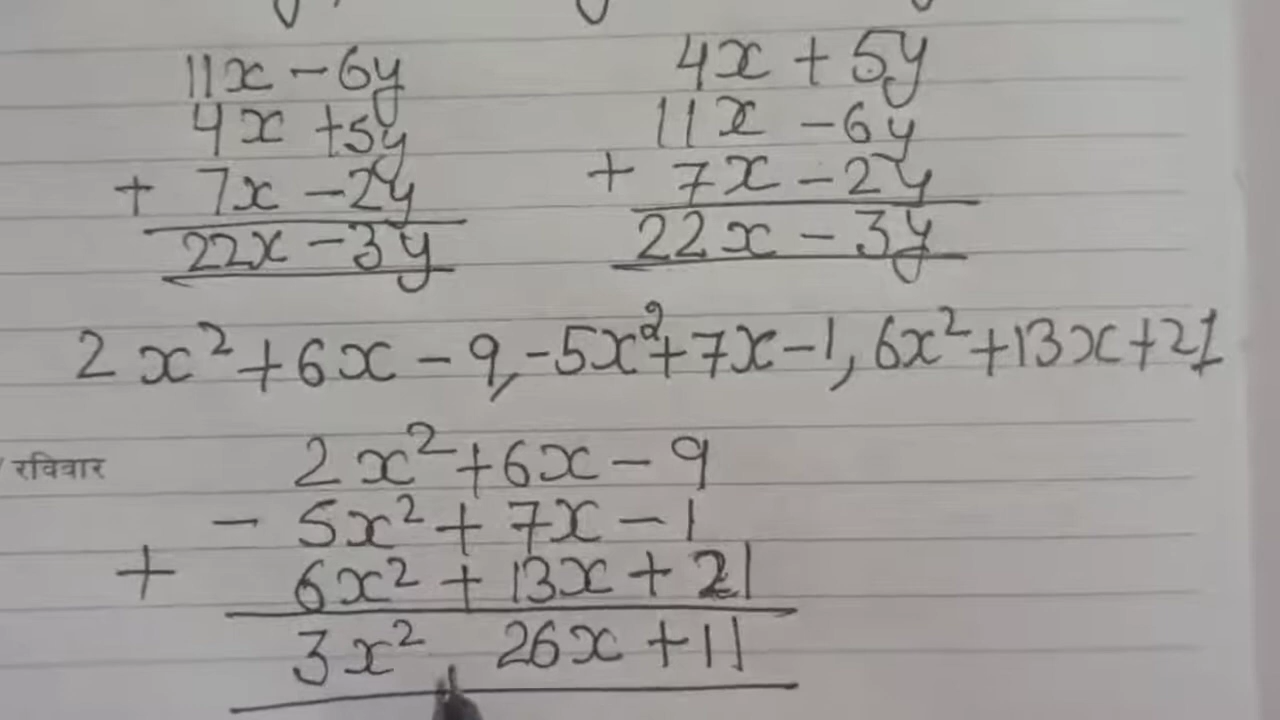 11x - 6y
4x + 5y
+ 7x - 2y
22x - 3y
4x + 5y
11x - 6y
+ 7x - 2y
22x - 3y
2x² + 6x - 9, -5x² + 7x - 1, 6x² + 13x + 21
रविवार
2x² + 6x - 9
- 5x² + 7x - 1
+ 6x² + 13x + 21
3x² 26x + 11